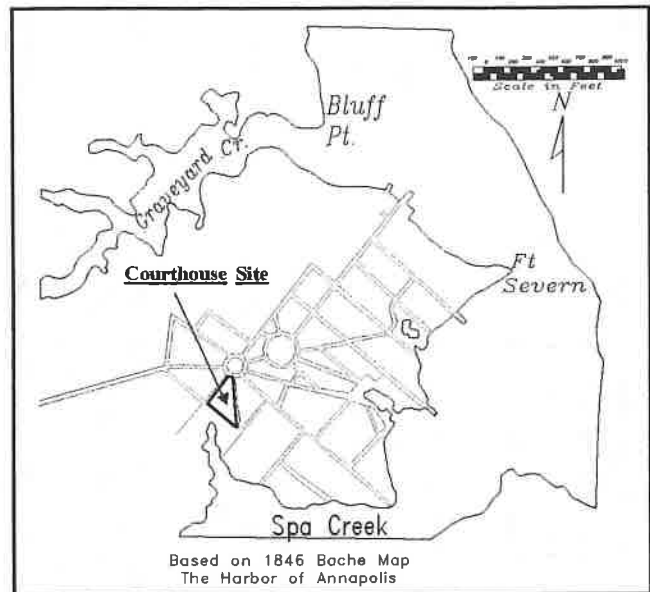 Scale in Feet
N
Bluff
Pt.
Graveyard Cr.
Ft
Severn
Courthouse Site
Spa Creek
Based on 1846 Bache Map
The Harbor of Annapolis